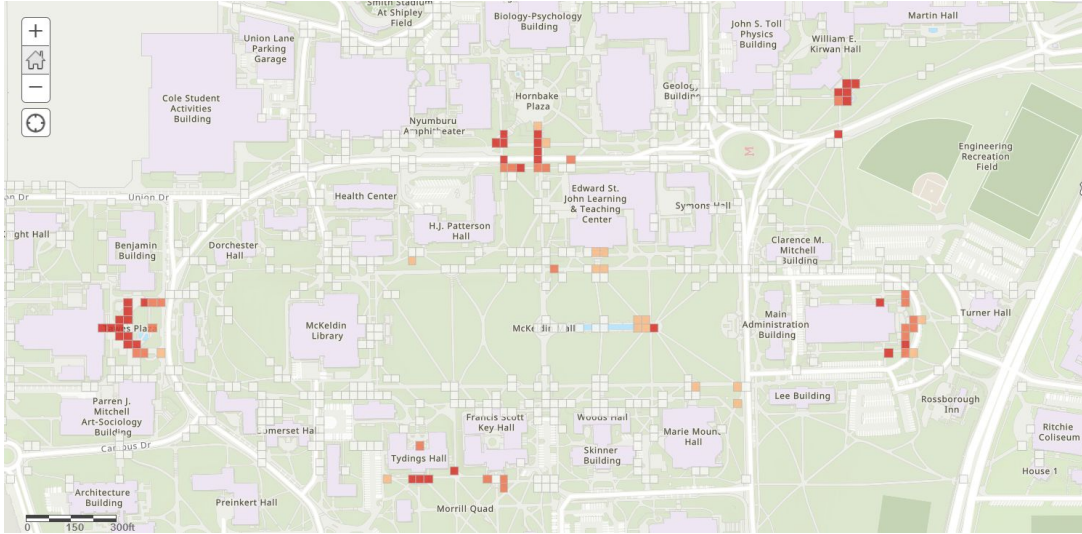 Smith Stadium
At Shipley
Field
Biology-Psychology
Building
John S. Toll
Physics
Building
Martin Hall
William E.
Kirwan Hall
Union Lane
Parking
Garage
+
−
Cole Student
Activities
Building
Hornbake
Plaza
Geology
Building
Nyumburu
Amphitheater
M
Engineering
Recreation
Field
Union Dr
Health Center
Edward St.
John Learning
& Teaching
Center
Symons Hall
H.J. Patterson
Hall
Benjamin
Building
Dorchester
Hall
Clarence M.
Mitchell
Building
McKeldin
Library
Main
Administration
Building
Turner Hall
Parren J.
Mitchell
Art-Sociology
Building
Francis Scott
Key Hall
Woods Hall
Lee Building
Rossborough
Inn
Marie Mount
Hall
Skinner
Building
Tydings Hall
Campus Dr
Ritchie
Coliseum
House 1
Architecture
Building
Preinkert Hall
Morrill Quad
0 150 300ft